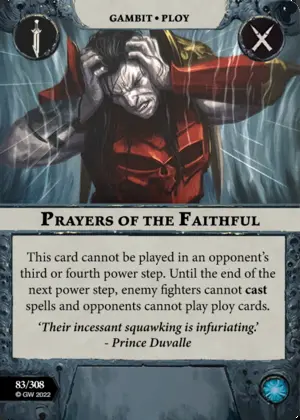 GAMBIT • PLOY
PRAYERS OF THE FAITHFUL
This card cannot be played in an opponent's
third or fourth power step. Until the end of the
next power step, enemy fighters cannot cast
spells and opponents cannot play ploy cards.
'Their incessant squawking is infuriating.'
- Prince Duvalle
83/308
© GW 2022